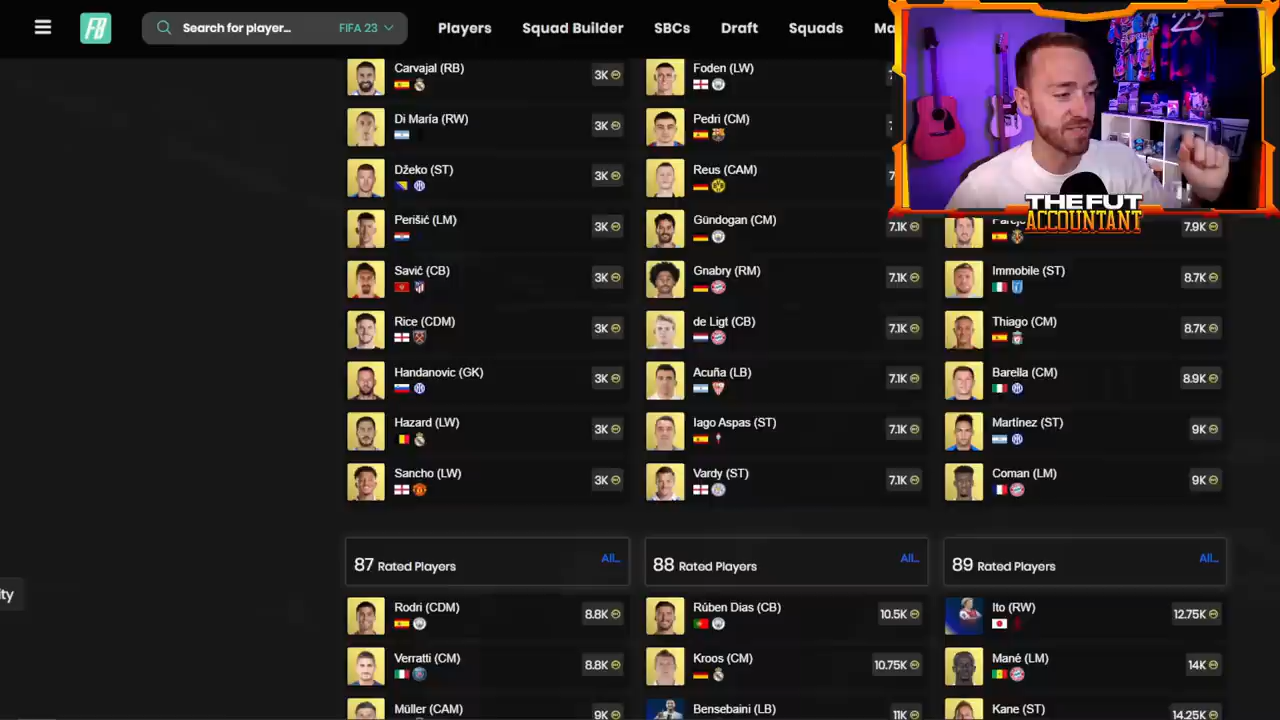 FB
Search for player...
FIFA 23
Players
Squad Builder
SBCs
Draft
Squads
THE FUT
ACCOUNTANT
Carvajal (RB)
3K
Di María (RW)
3K
Džeko (ST)
3K
Perišić (LM)
3K
Savić (CB)
3K
Rice (CDM)
3K
Handanovic (GK)
3K
Hazard (LW)
3K
Sancho (LW)
3K
Foden (LW)
Pedri (CM)
Reus (CAM)
Gündogan (CM)
7.1K
Gnabry (RM)
7.1K
de Ligt (CB)
7.1K
Acuña (LB)
7.1K
Iago Aspas (ST)
7.1K
Vardy (ST)
7.1K
7.9K
Immobile (ST)
8.7K
Thiago (CM)
8.7K
Barella (CM)
8.9K
Martínez (ST)
9K
Coman (LM)
9K
87 Rated Players
All...
Rodri (CDM)
8.8K
Verratti (CM)
8.8K
Müller (CAM)
9K
88 Rated Players
All...
Rúben Dias (CB)
10.5K
Kroos (CM)
10.75K
Bensebaini (LB)
11K
89 Rated Players
All...
Ito (RW)
12.75K
Mané (LM)
14K
Kane (ST)
14.25K
ity